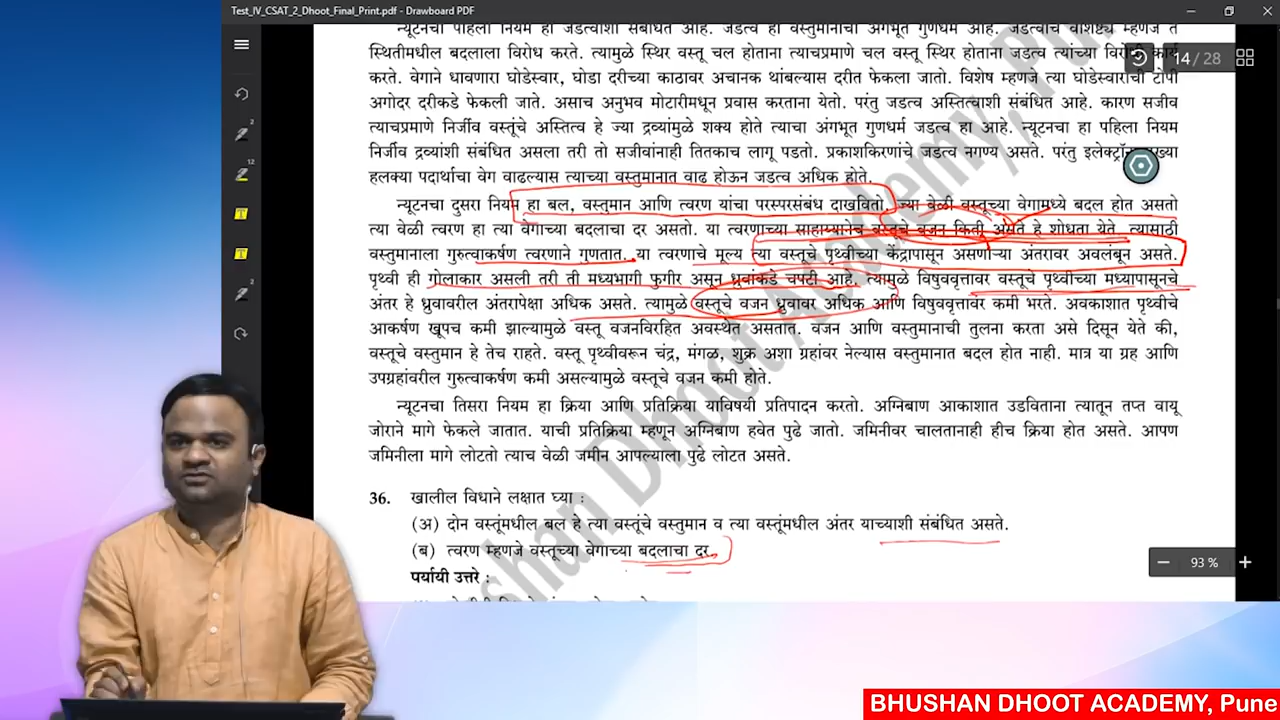 Test_IV_CSAT_2_Dhoot_Final_Print.pdf - Drawboard PDF
14 / 28
न्यूटनचा पहिला नियम हा जडत्वाशी संबंधित आहे. जडत्व हा वस्तुमानाचा अंगभूत गुणधर्म आहे. जडत्वाचे वाशिष्ट्य म्हणजे ते
स्थितीमधील बदलाला विरोध करते. त्यामुळे स्थिर वस्तू चल होताना त्याचप्रमाणे चल वस्तू स्थिर होताना जडत्व त्यांच्या विरोधी कार्य
करते. वेगाने धावणारा घोडेस्वार, घोडा दरीच्या काठावर अचानक थांबल्यास दरीत फेकला जातो. विशेष म्हणजे त्या घोडेस्वाराची टोपी
अगोदर दरीकडे फेकली जाते. असाच अनुभव मोटारीमधून प्रवास करताना येतो. परंतु जडत्व अस्तित्वाशी संबंधित आहे. कारण सजीव
त्याचप्रमाणे निर्जीव वस्तूंचे अस्तित्व हे ज्या द्रव्यांमुळे शक्य होते त्याचा अंगभूत गुणधर्म जडत्व हा आहे. न्यूटनचा हा पहिला नियम
निर्जीव द्रव्यांशी संबंधित असला तरी तो सजीवांनाही तितकाच लागू पडतो. प्रकाशकिरणांचे जडत्व नगण्य असते. परंतु
हलक्या पदार्थाचा वेग वाढल्यास त्याच्या वस्तुमानात वाढ होऊन जडत्व अधिक होते.
न्यूटनचा दुसरा नियम हा बल, वस्तुमान आणि त्वरण यांचा परस्परसंबंध दाखवितो. ज्या वेळी वस्तूच्या वेगामध्ये बदल होत असतो
त्या वेळी त्वरण हा त्या वेगाच्या बदलाचा दर असतो. या त्वरणाच्या साहाय्यानेच वस्तूचे वजन किती असते हे शोधता येते. त्यासाठी
वस्तुमानाला गुरुत्वाकर्षण त्वरणाने गुणतात. या त्वरणाचे मूल्य त्या वस्तूचे पृथ्वीच्या केंद्रापासून असणाऱ्या अंतरावर अवलंबून असते.
पृथ्वी ही गोलाकार असली तरी ती मध्यभागी फुगीर असून ध्रुवांकडे चपटी आहे. त्यामुळे विषुववृत्तावर वस्तूचे पृथ्वीच्या मध्यापासूनचे
अंतर हे ध्रुवावरील अंतरापेक्षा अधिक असते. त्यामुळे वस्तूचे वजन ध्रुवावर अधिक आणि विषुववृत्तावर कमी भरते. अवकाशात पृथ्वीचे
आकर्षण खूपच कमी झाल्यामुळे वस्तू वजनविरहित अवस्थेत असतात. वजन आणि वस्तुमानाची तुलना करता असे दिसून येते की,
वस्तूचे वस्तुमान हे तेच राहते. वस्तू पृथ्वीवरून चंद्र, मंगळ, शुक्र अशा ग्रहांवर नेल्यास वस्तुमानात बदल होत नाही. मात्र या ग्रह आणि
उपग्रहांवरील गुरुत्वाकर्षण कमी असल्यामुळे वस्तूचे वजन कमी होते.
न्यूटनचा तिसरा नियम हा क्रिया आणि प्रतिक्रिया यांविषयी प्रतिपादन करतो. अग्निबाण आकाशात उडविताना त्यातून तप्त वायू
जोराने मागे फेकले जातात. याची प्रतिक्रिया म्हणून अग्निबाण हवेत पुढे जातो. जमिनीवर चालतानाही हीच क्रिया होत असते. आपण
जमिनीला मागे लोटतो त्याच वेळी जमीन आपल्याला पुढे लोटत असते.
36. खालील विधाने लक्षात घ्या :
(अ) दोन वस्तूंमधील बल हे त्या वस्तूंचे वस्तुमान व त्या वस्तूंमधील अंतर याच्याशी संबंधित असते.
(ब) त्वरण म्हणजे वस्तूच्या वेगाच्या बदलाचा दर.
पर्यायी उत्तरे :
93 %
BHUSHAN DHOOT ACADEMY, Pune